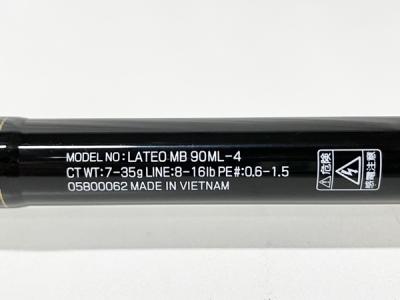 MODEL NO:LATEO MB 90ML-4
CT WT:7-35g LINE:8-16lb PE#:0.6-1.5
05800062 MADE IN VIETNAM
⚠危険
感電注意